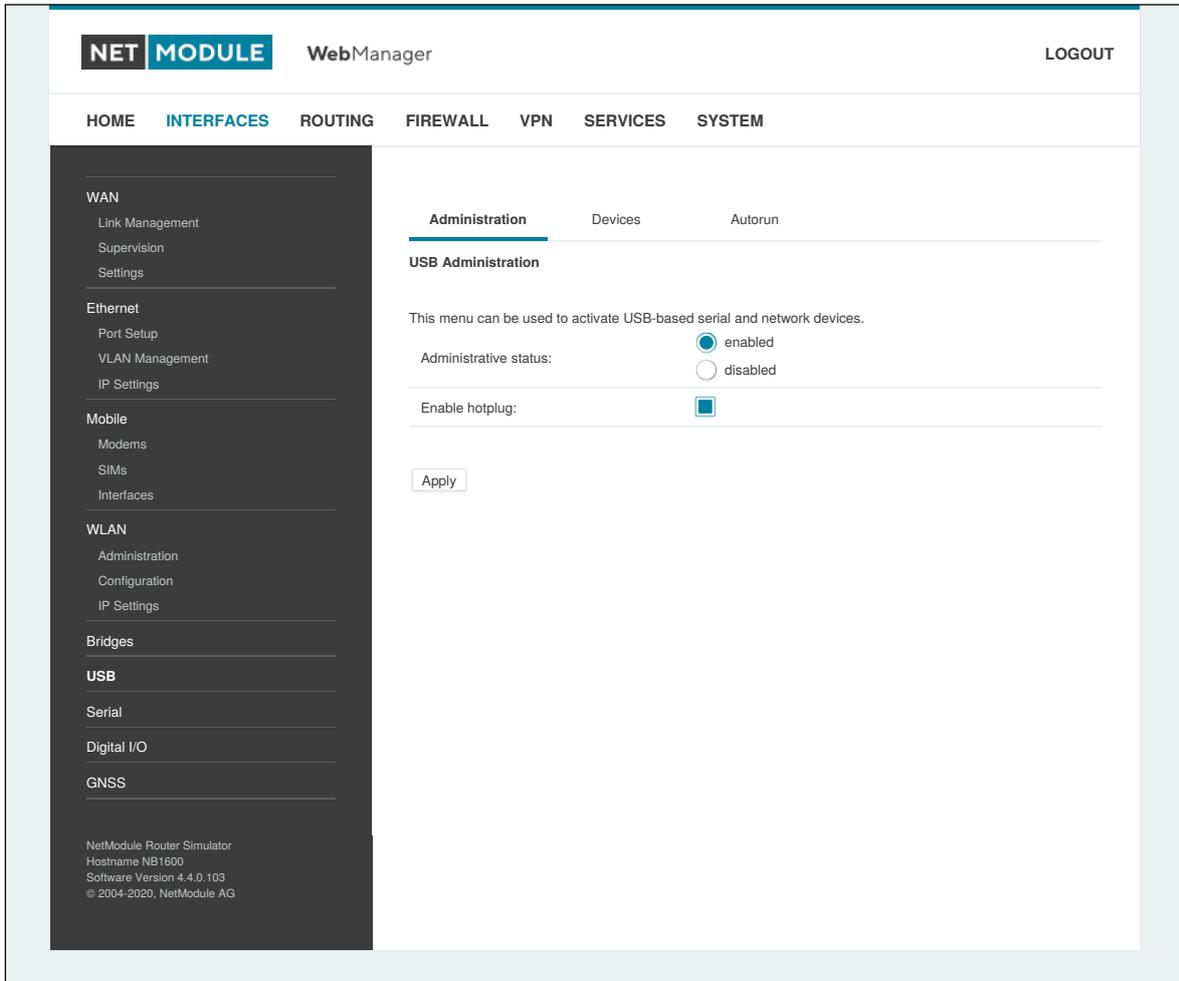 NET MODULE WebManager LOGOUT
HOME INTERFACES ROUTING FIREWALL VPN SERVICES SYSTEM
WAN
Link Management
Supervision
Settings
Ethernet
Port Setup
VLAN Management
IP Settings
Mobile
Modems
SIMs
Interfaces
WLAN
Administration
Configuration
IP Settings
Bridges
USB
Serial
Digital I/O
GNSS
NetModule Router Simulator
Hostname NB1600
Software Version 4.4.0.103
© 2004-2020, NetModule AG
Administration Devices Autorun
USB Administration
This menu can be used to activate USB-based serial and network devices.
Administrative status:
enabled
disabled
Enable hotplug:
Apply